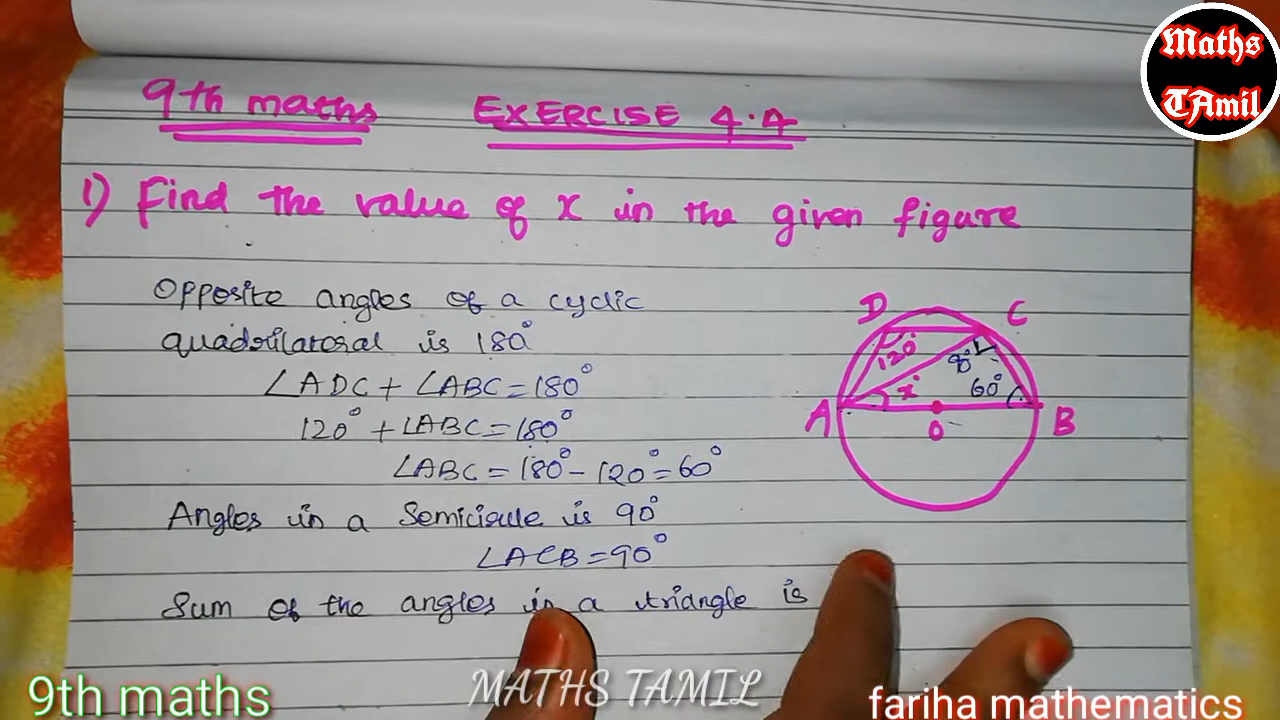 Maths
TAmil
9th maths EXERCISE 4.4
1) Find the value of x in the given figure
Opposite angles of a cyclic
quadrilateral is 180°
∠ADC + ∠ABC = 180°
120° + ∠ABC = 180°
∠ABC = 180° - 120° = 60°
Angles in a Semicircle is 90°
∠ACB = 90°
Sum of the angles in a triangle is
D C
120° 90°
x° 60°
A B
O
MATHS TAMIL
9th maths
fariha mathematics